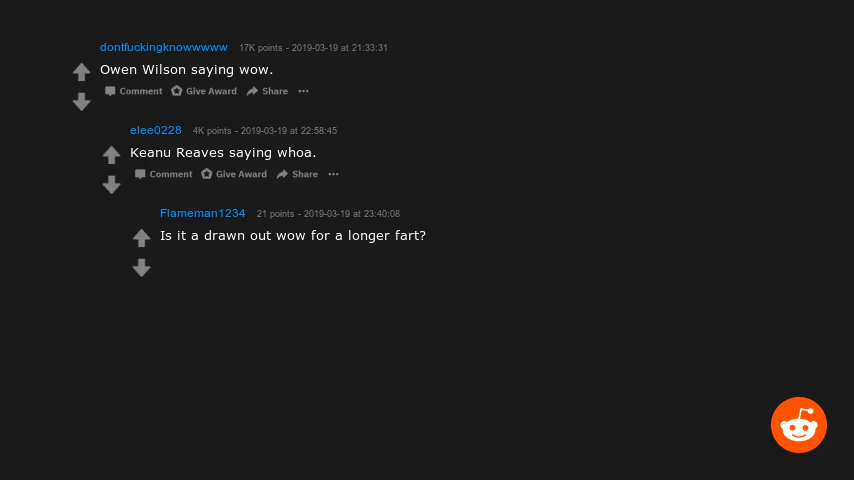 dontfuckingknowwwww 17K points - 2019-03-19 at 21:33:31
Owen Wilson saying wow.
Comment Give Award Share ···
elee0228 4K points - 2019-03-19 at 22:58:45
Keanu Reaves saying whoa.
Comment Give Award Share ···
Flameman1234 21 points - 2019-03-19 at 23:40:08
Is it a drawn out wow for a longer fart?